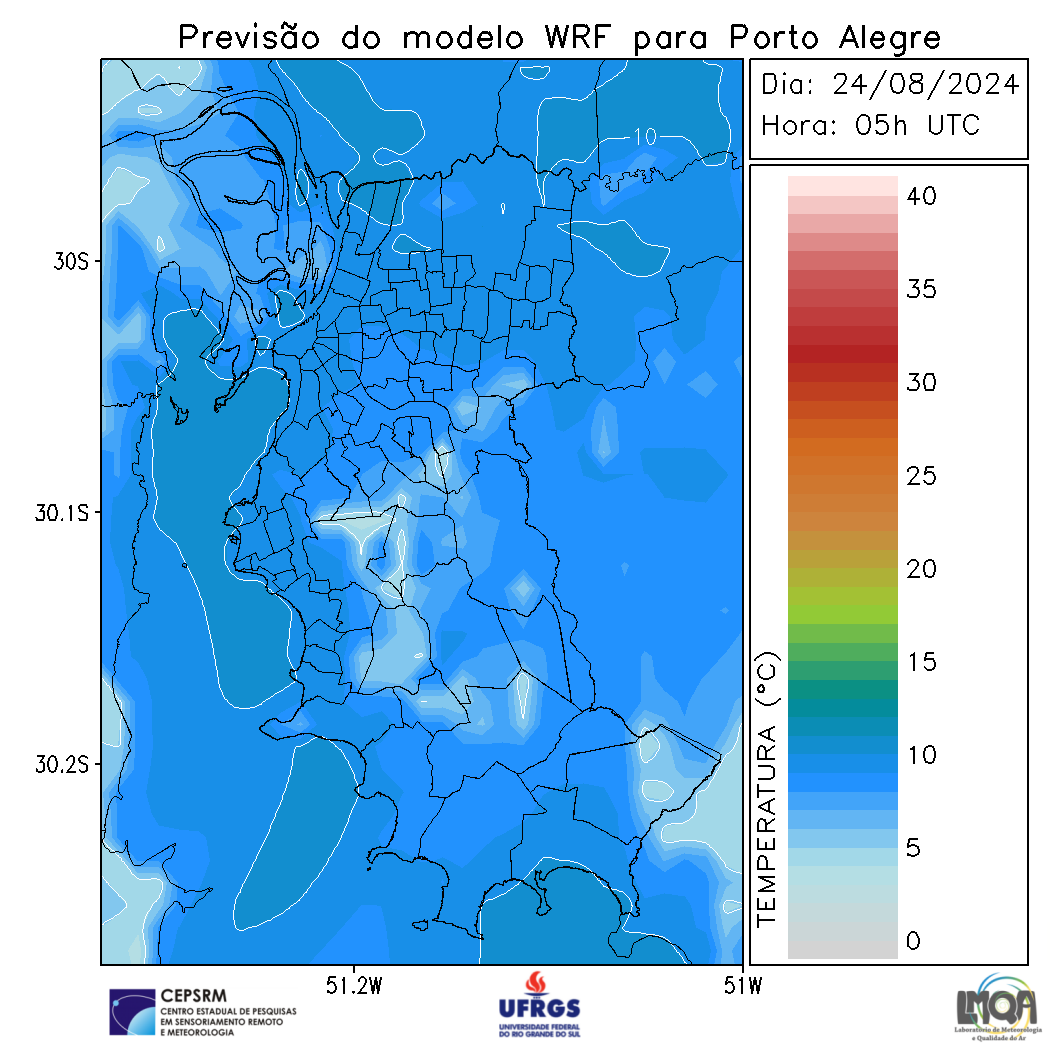 Previsão do modelo WRF para Porto Alegre
Dia: 24/08/2024
Hora: 05h UTC
10
30S
30.1S
30.2S
51.2W
51W
TEMPERATURA (°C)
40
35
30
25
20
15
10
5
0
CEPSRM
CENTRO ESTADUAL DE PESQUISAS
EM SENSORIAMENTO REMOTO
E METEOROLOGIA
UFRGS
UNIVERSIDADE FEDERAL
DO RIO GRANDE DO SUL
LMQA
Laboratório de Meteorologia
e Qualidade do Ar